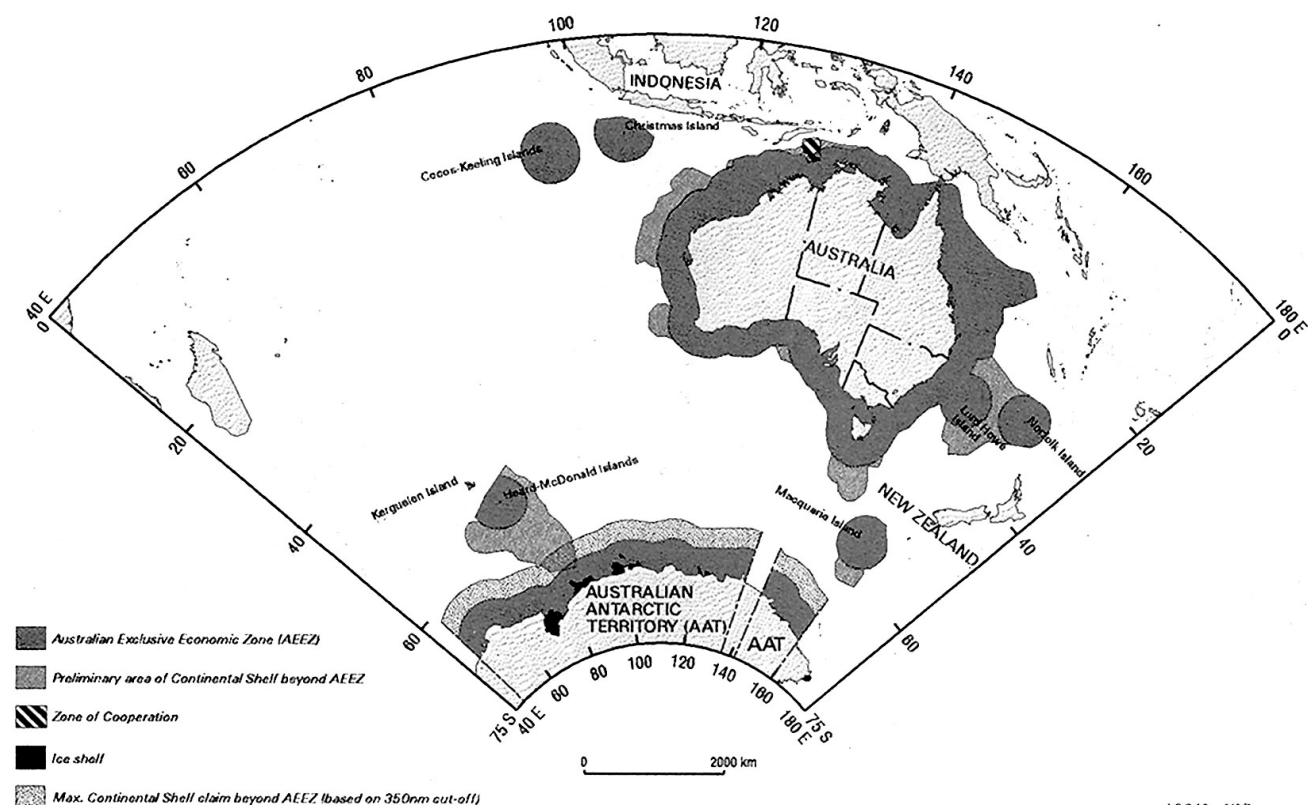 100
120
80
140
60
160
INDONESIA
Christmas Island
Cocos-Keeling Islands
AUSTRALIA
40 E
0
180 E
0
20
Lord Howe
Island
Norfolk Island
20
Kerguelen Island
Heard-McDonald Islands
Macquarie Island
NEW ZEALAND
40
40
AUSTRALIAN
ANTARCTIC
TERRITORY (AAT)
AAT
60
60
75 S
40 E
60
80
100
120
140
160
180 E
75 S
Australian Exclusive Economic Zone (AEEZ)
Preliminary area of Continental Shelf beyond AEEZ
Zone of Cooperation
Ice shelf
Max. Continental Shelf claim beyond AEEZ (based on 350nm cut-off)
0
2000 km